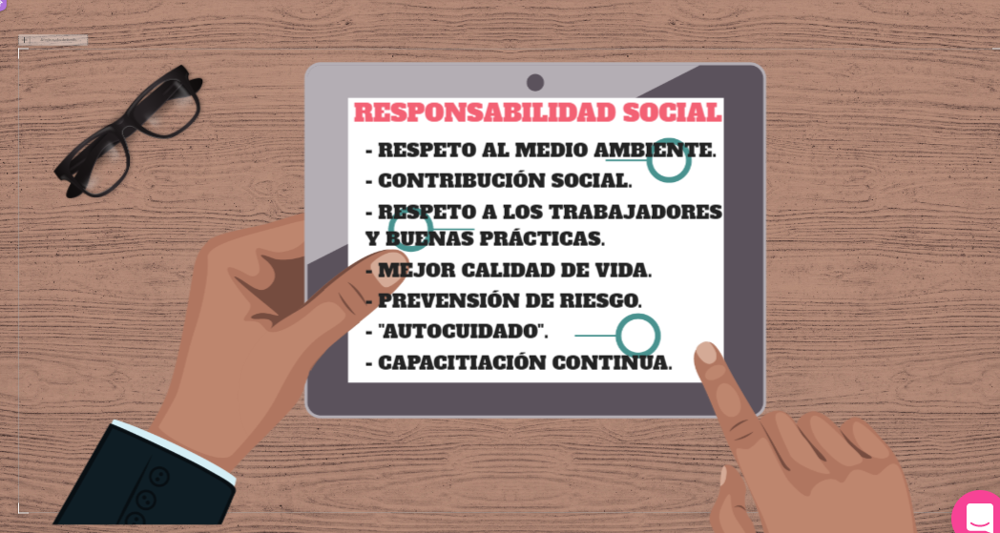 RESPONSABILIDAD SOCIAL
- RESPETO AL MEDIO AMBIENTE.
- CONTRIBUCIÓN SOCIAL.
- RESPETO A LOS TRABAJADORES
Y BUENAS PRÁCTICAS.
- MEJOR CALIDAD DE VIDA.
- PREVENSIÓN DE RIESGO.
- "AUTOCUIDADO".
- CAPACITIACIÓN CONTINUA.